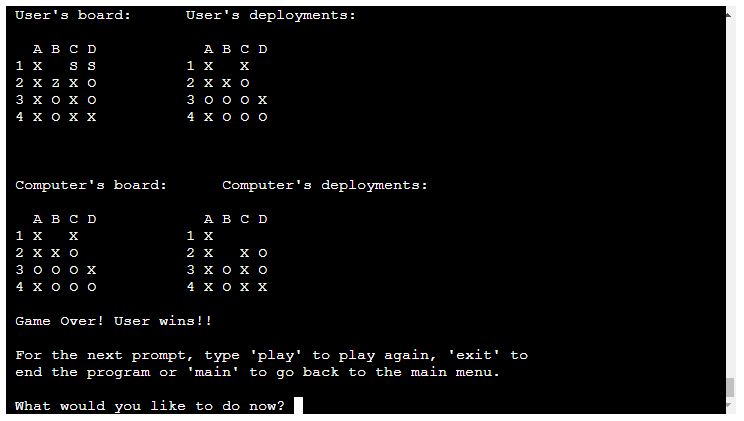 User's board:      User's deployments:
  A B C D            A B C D
1 X   S S          1 X   X
2 X Z X O          2 X X O
3 X O X O          3 O O O X
4 X O X X          4 X O O O
Computer's board:      Computer's deployments:
  A B C D            A B C D
1 X   X            1 X
2 X X O            2 X   X O
3 O O O X          3 X O X O
4 X O O O          4 X O X X
Game Over! User wins!!
For the next prompt, type 'play' to play again, 'exit' to
end the program or 'main' to go back to the main menu.
What would you like to do now?